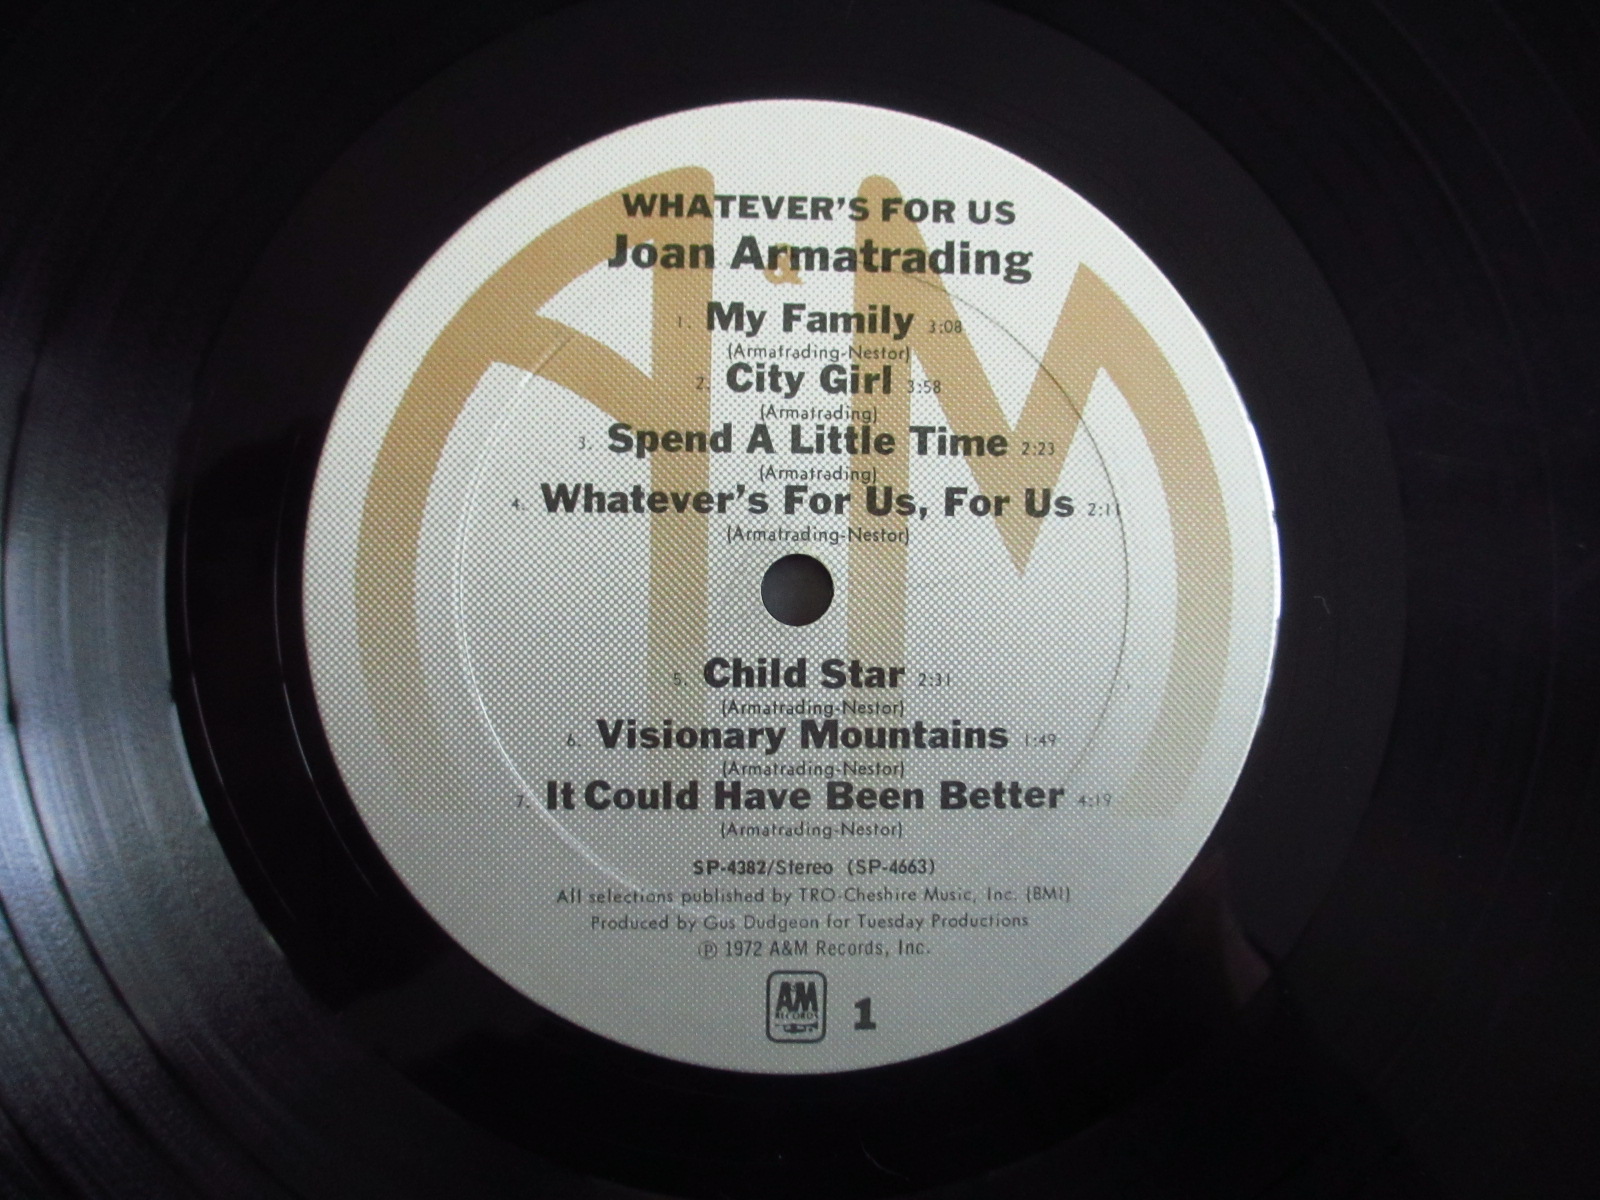 WHATEVER'S FOR US
Joan Armatrading
1. My Family 3:08
(Armatrading-Nestor)
2. City Girl 3:58
(Armatrading)
3. Spend A Little Time 2:23
(Armatrading)
4. Whatever's For Us, For Us 2:11
(Armatrading-Nestor)
5. Child Star 2:31
(Armatrading-Nestor)
6. Visionary Mountains 1:49
(Armatrading-Nestor)
7. It Could Have Been Better 4:19
(Armatrading-Nestor)
SP-4382/Stereo (SP-4663)
All selections published by TRO-Cheshire Music, Inc. (BMI)
Produced by Gus Dudgeon for Tuesday Productions
℗ 1972 A&M Records, Inc.
A&M
RECORDS
1